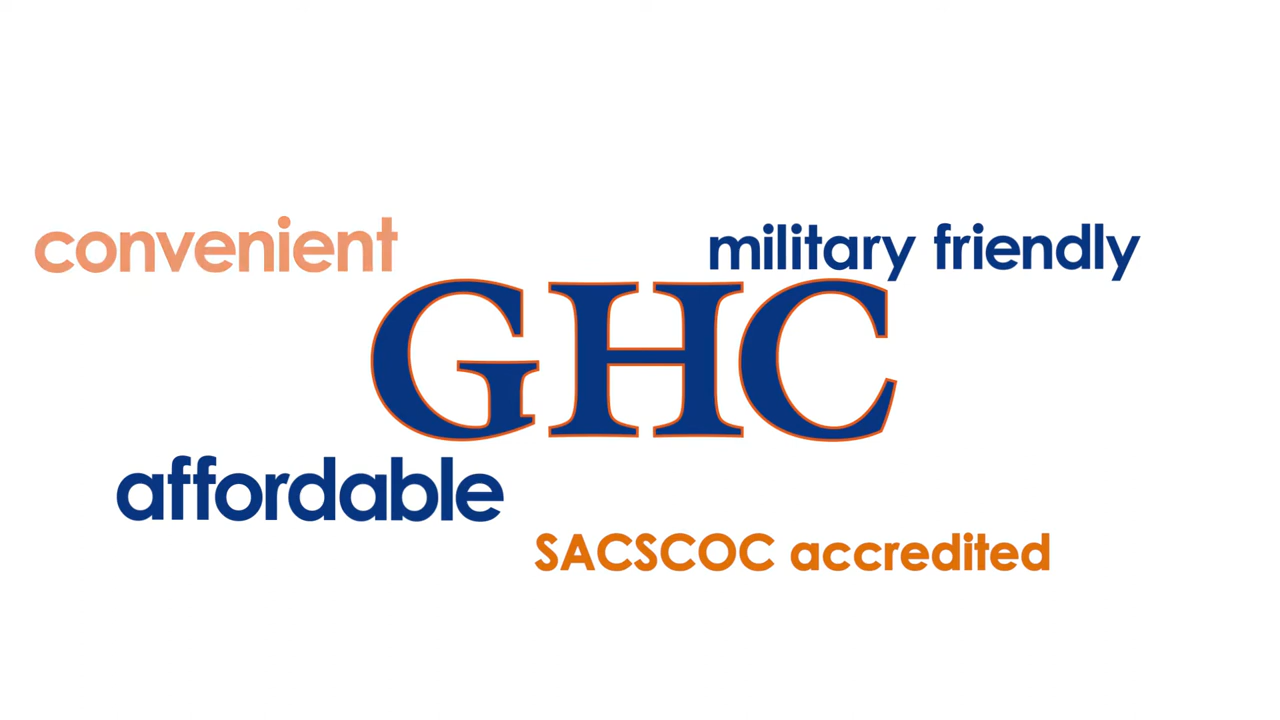 convenient
military friendly
GHC
affordable
SACSCOC accredited